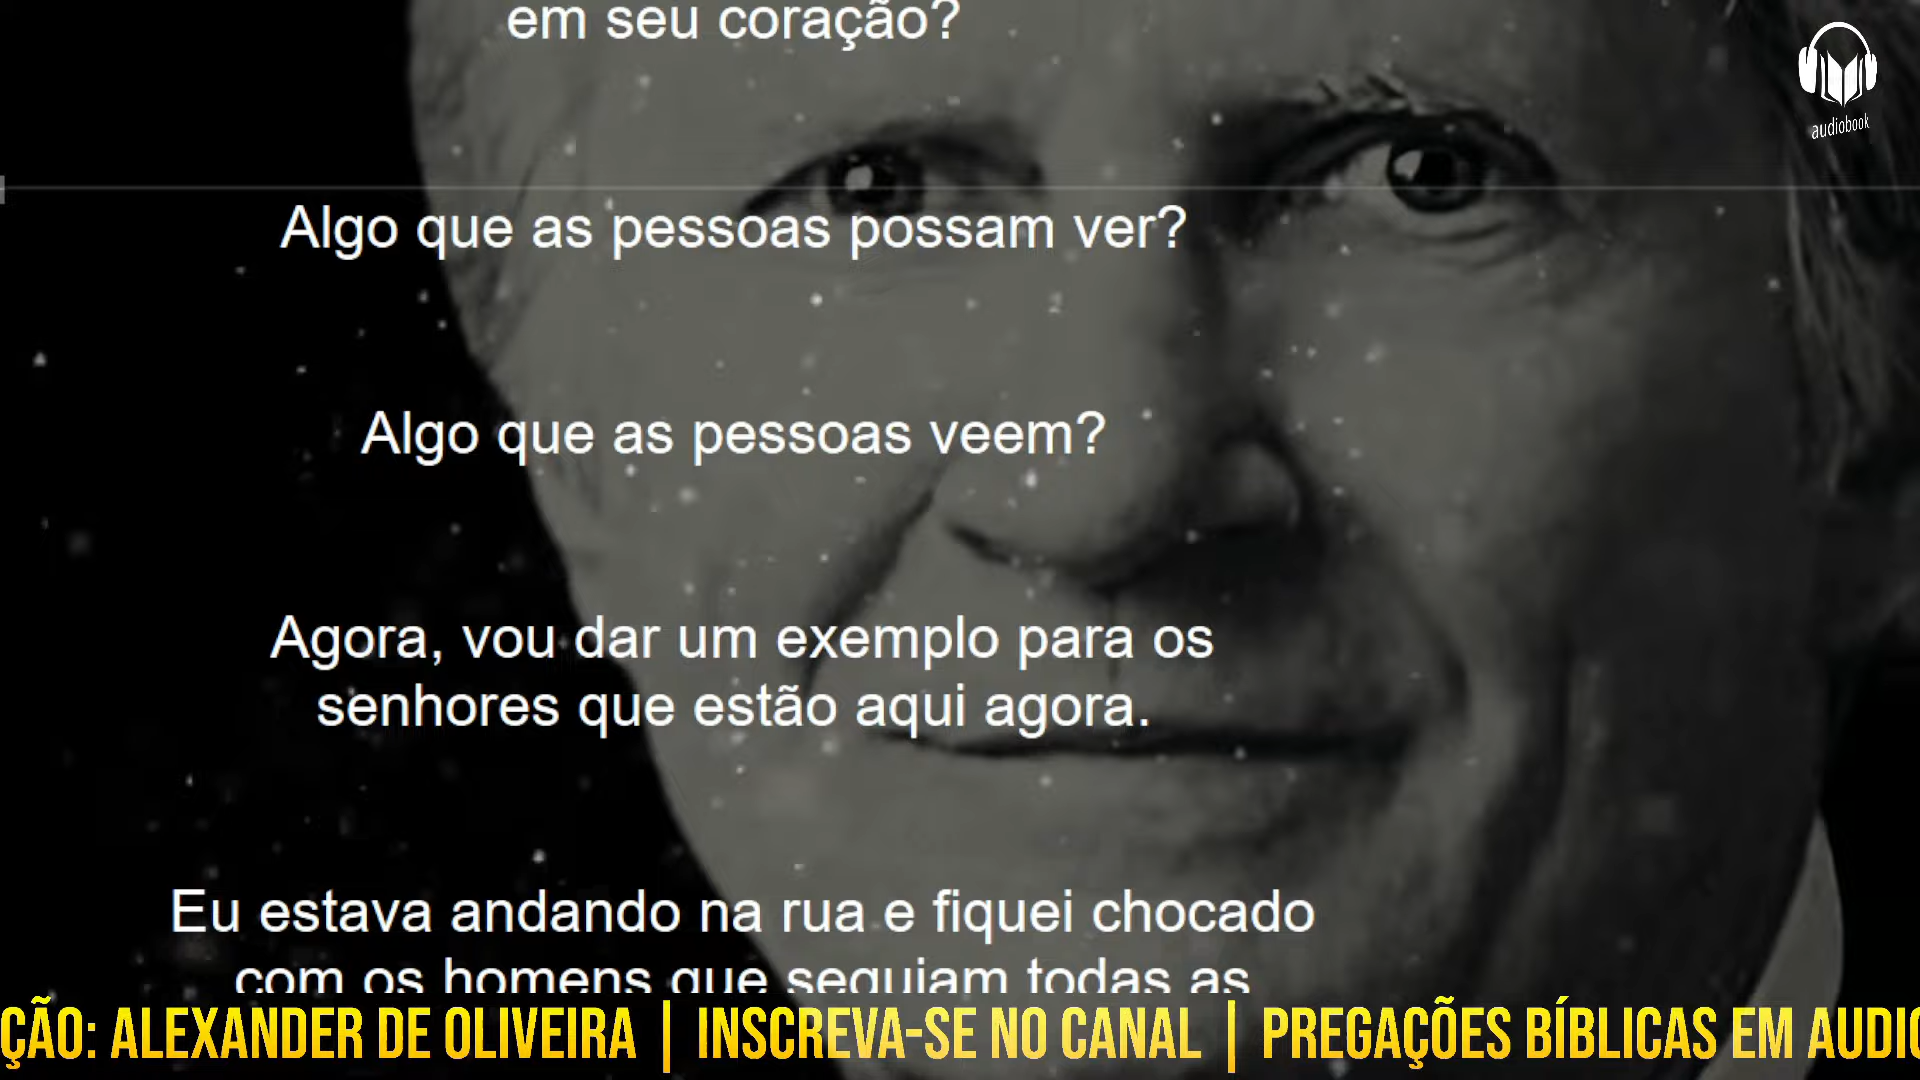 em seu coração?
audiobook
Algo que as pessoas possam ver?
Algo que as pessoas veem?
Agora, vou dar um exemplo para os
senhores que estão aqui agora.
Eu estava andando na rua e fiquei chocado
com os homens que seguiam todas as
ÇÃO: ALEXANDER DE OLIVEIRA | INSCREVA-SE NO CANAL | PREGAÇÕES BÍBLICAS EM AUDIO